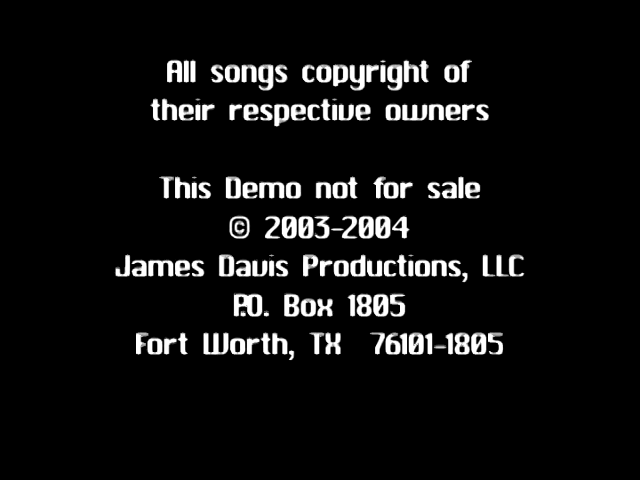 All songs copyright of
their respective owners
This Demo not for sale
© 2003-2004
James Davis Productions, LLC
P.O. Box 1805
Fort Worth, TX  76101-1805